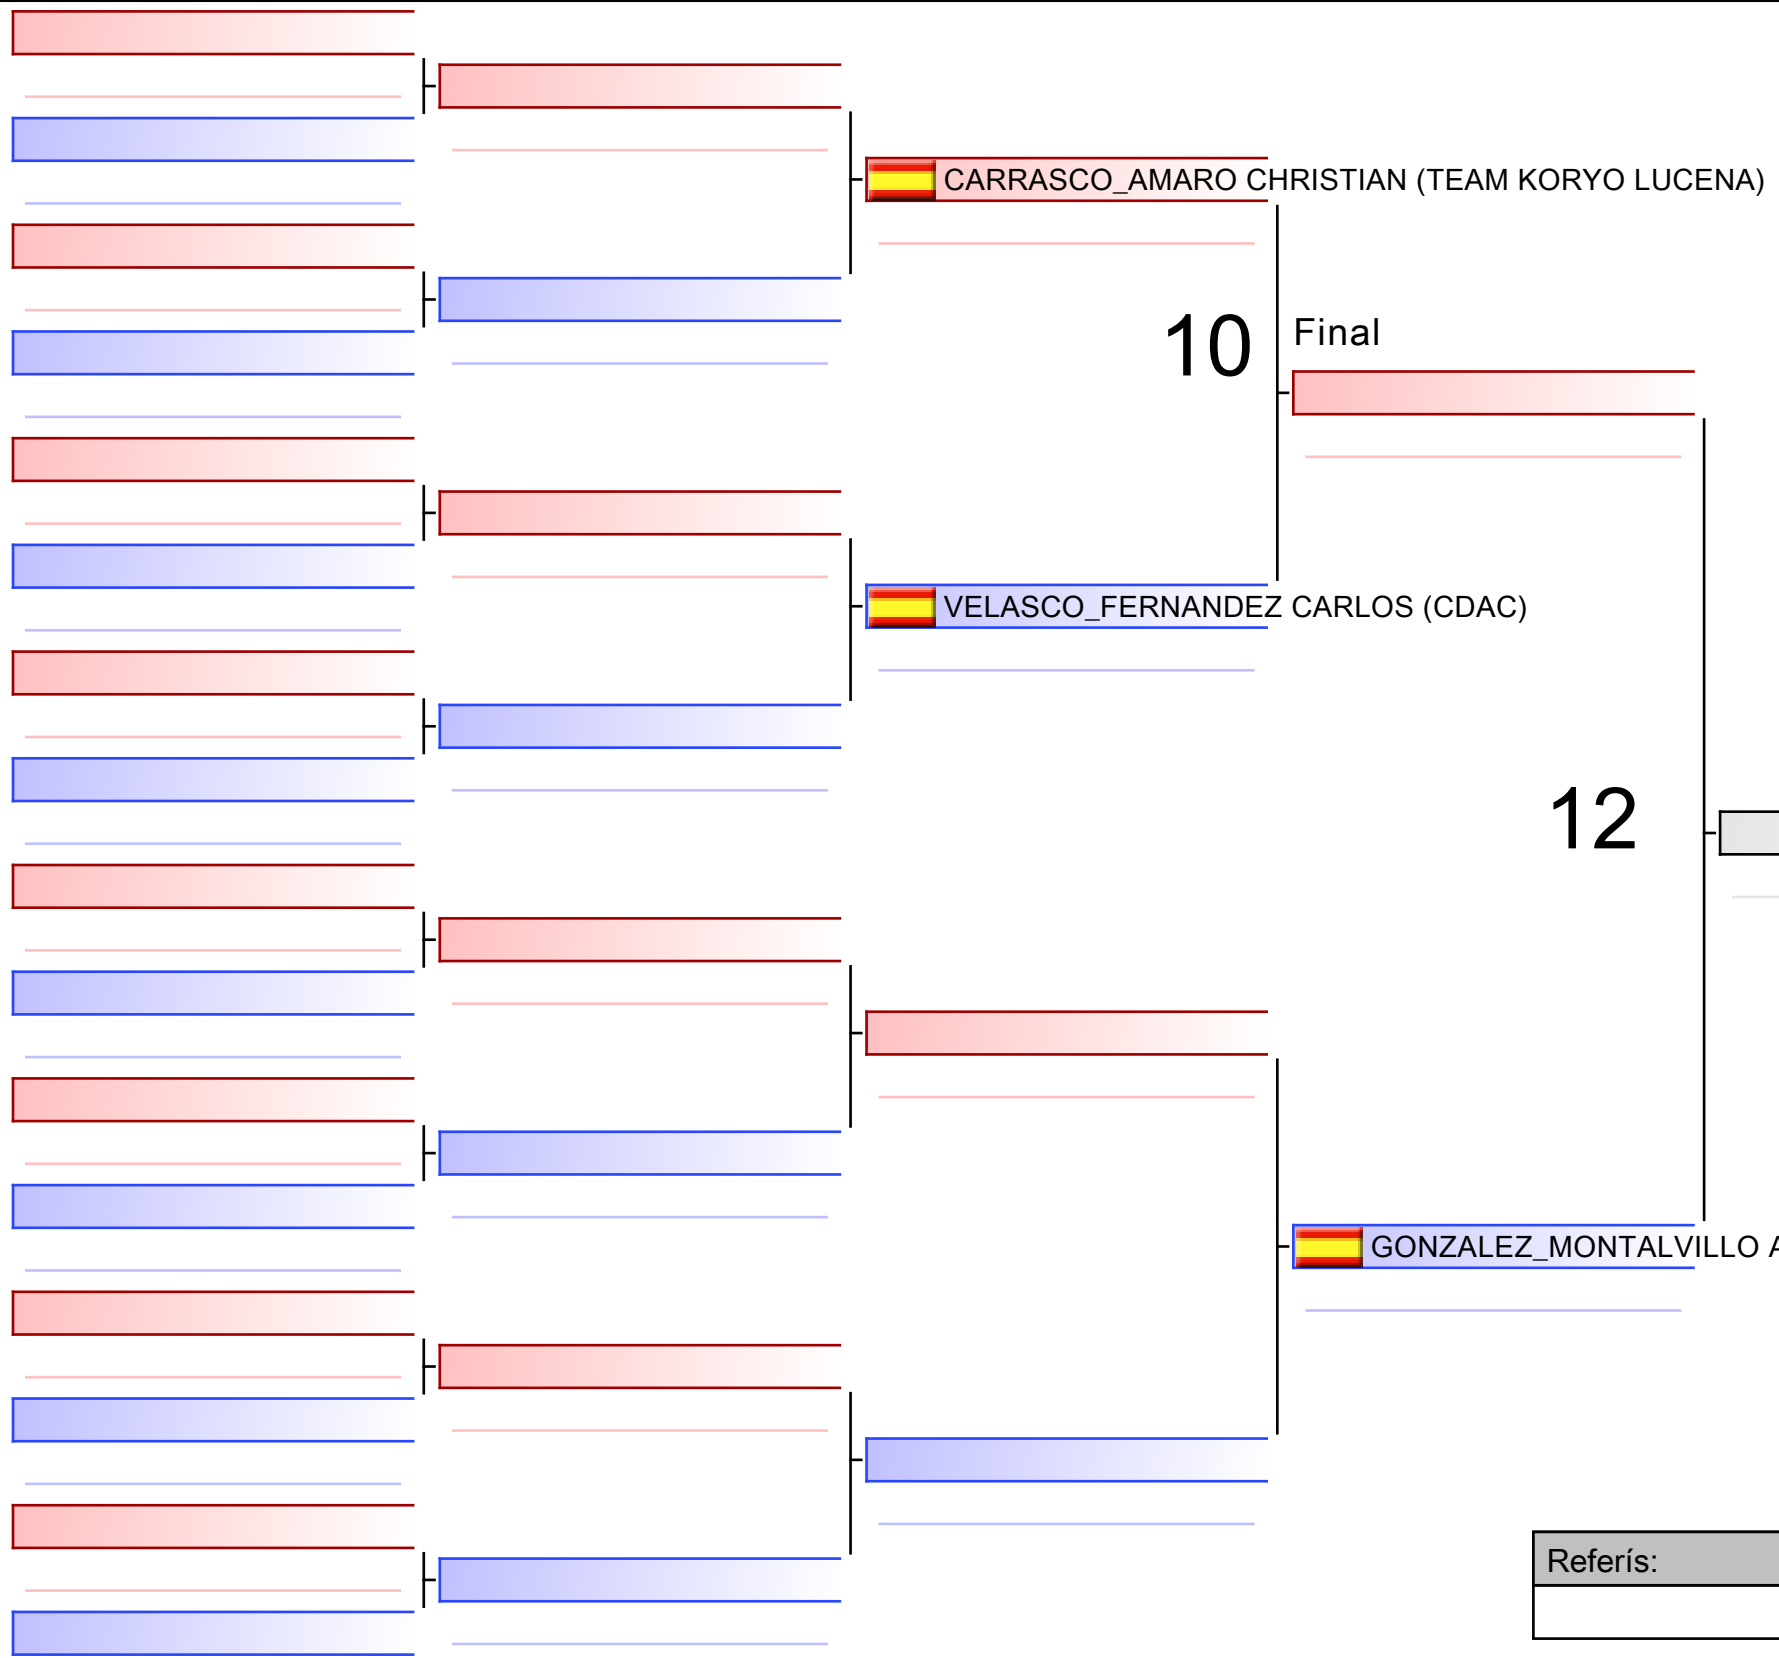 CARRASCO_AMARO CHRISTIAN (TEAM KORYO LUCENA)
10
Final
VELASCO_FERNANDEZ CARLOS (CDAC)
12
GONZALEZ_MONTALVILLO
Referís: